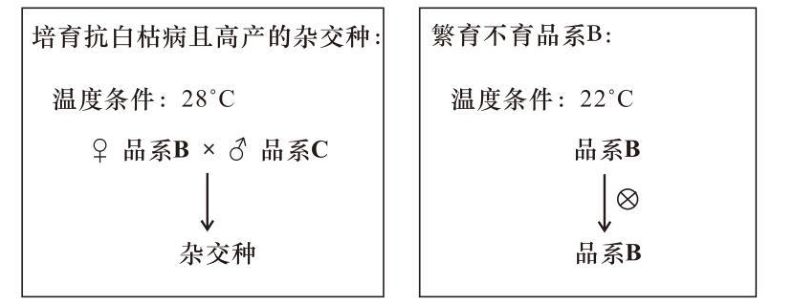 培育抗白枯病且高产的杂交种：
温度条件：28°C
♀ 品系B × ♂ 品系C
杂交种
繁育不育品系B：
温度条件：22°C
品系B
⊗
品系B